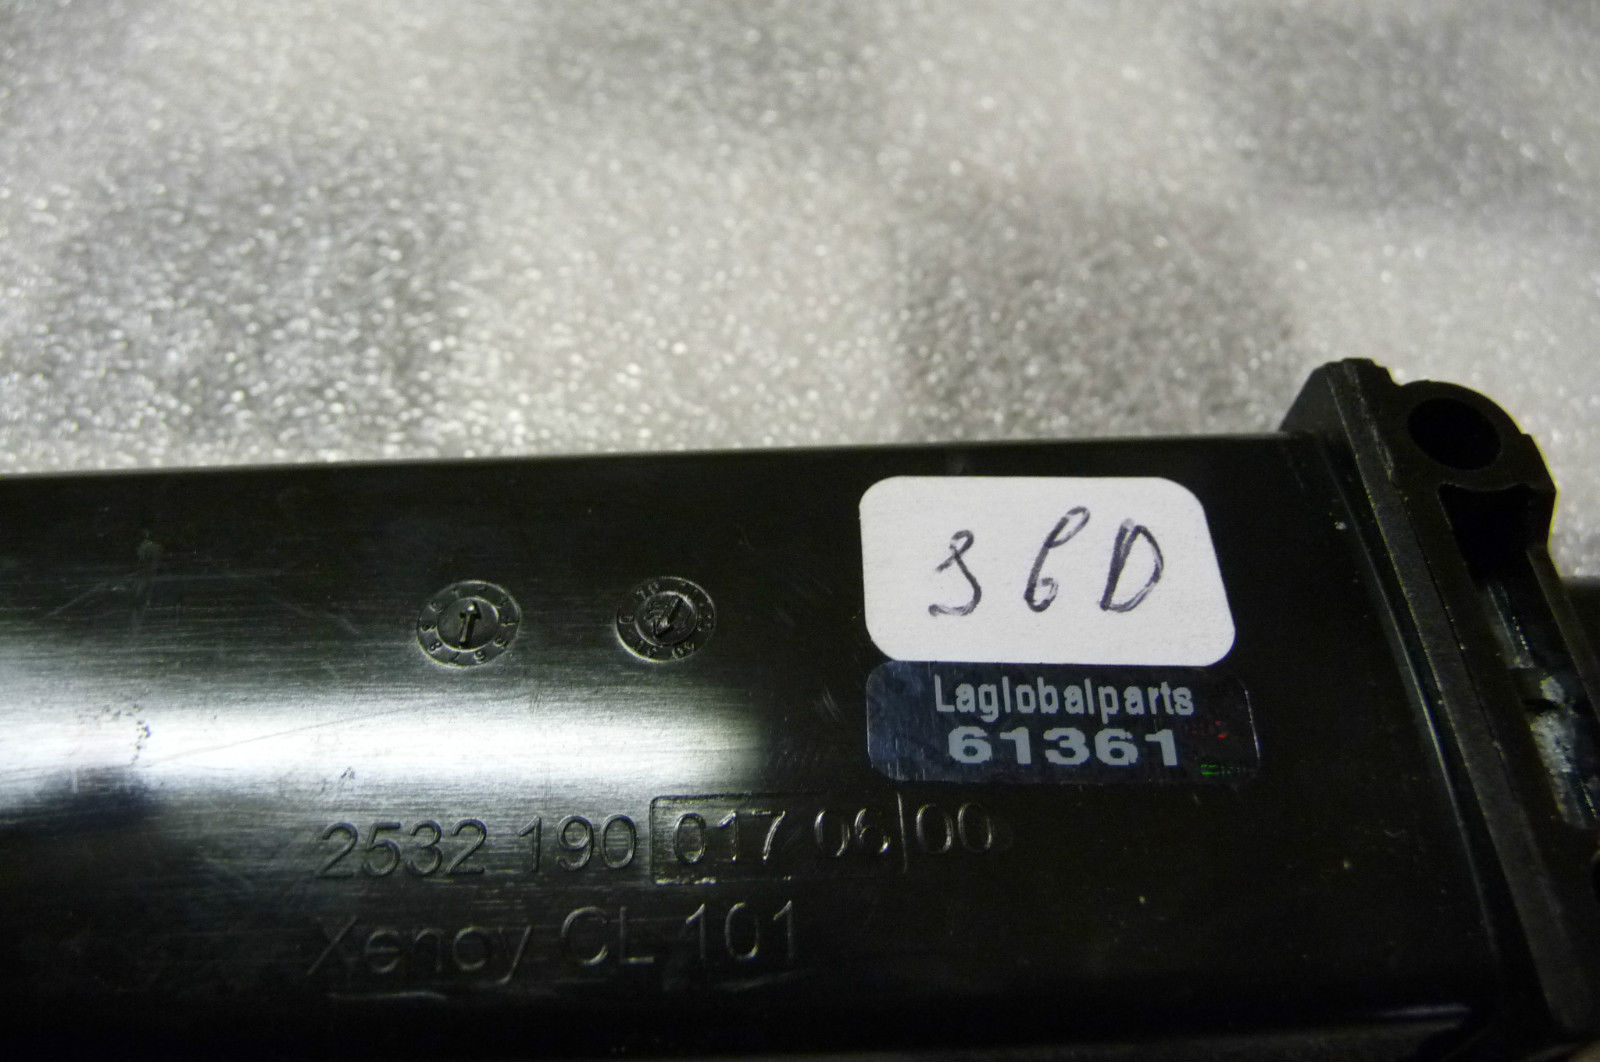 36D
Laglobalparts
61361
2532 190 017 06 00
Xenoy CL 101